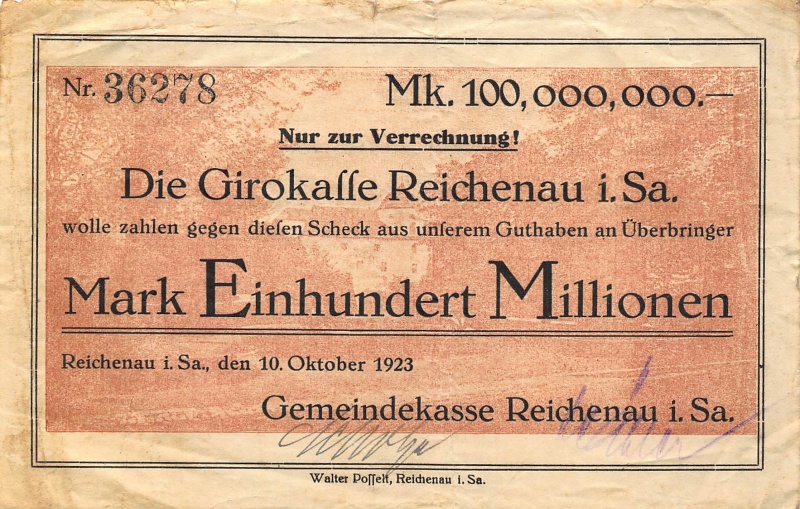 Nr. 36278 Mk. 100,000,000.—
Nur zur Verrechnung!
Die Girokaſſe Reichenau i. Sa.
wolle zahlen gegen dieſen Scheck aus unſerem Guthaben an Überbringer
Mark Einhundert Millionen
Reichenau i. Sa., den 10. Oktober 1923
Gemeindekasse Reichenau i. Sa.
Walter Poſſelt, Reichenau i. Sa.